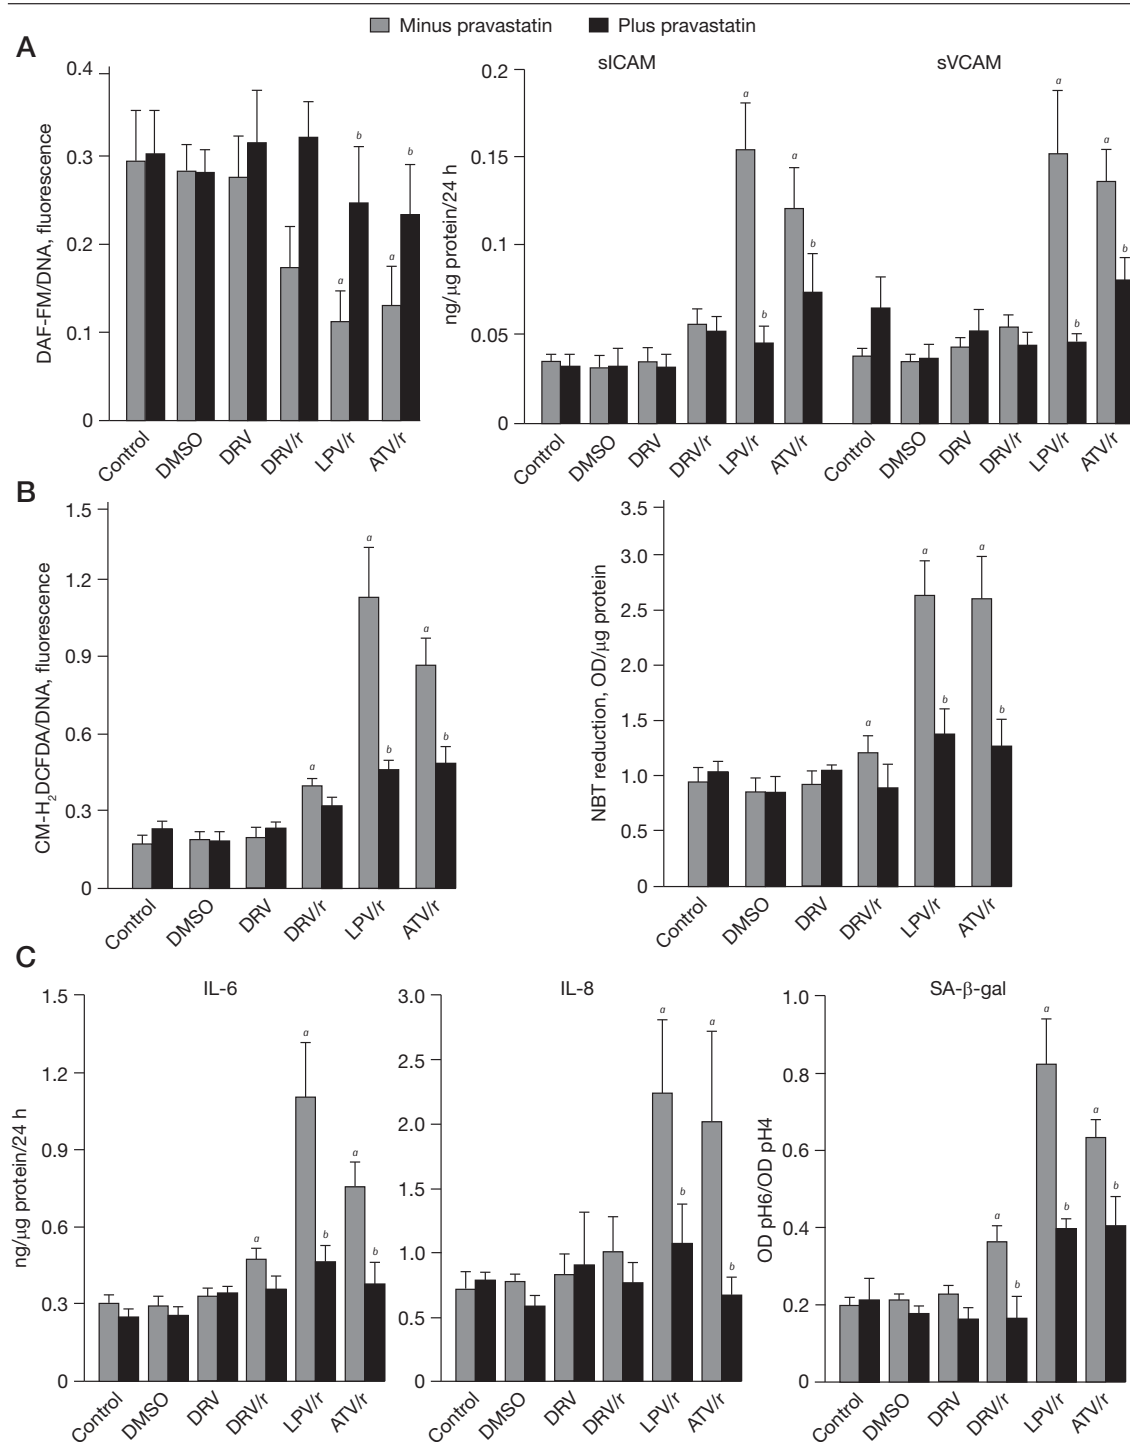 Minus pravastatin Plus pravastatin
A
0.4
0.3
0.2
0.1
0
DAF-FM/DNA, fluorescence
a
b
a
b
Control DMSO DRV DRV/r LPV/r ATV/r
sICAM sVCAM
0.2
0.15
0.1
0.05
0
ng/μg protein/24 h
a
b
a
b
a
b
a
b
Control DMSO DRV DRV/r LPV/r ATV/r Control DMSO DRV DRV/r LPV/r ATV/r
B
1.5
1.2
0.9
0.6
0.3
0
CM-H₂DCFDA/DNA, fluorescence
a
a
b
a
b
Control DMSO DRV DRV/r LPV/r ATV/r
3.5
3.0
2.5
2.0
1.5
1.0
0.5
0
NBT reduction, OD/μg protein
a
a
b
a
b
Control DMSO DRV DRV/r LPV/r ATV/r
C
IL-6
1.5
1.2
0.9
0.6
0.3
0
ng/μg protein/24 h
a
a
b
a
b
Control DMSO DRV DRV/r LPV/r ATV/r
IL-8
3.0
2.5
2.0
1.5
1.0
0.5
0
a
b
a
b
Control DMSO DRV DRV/r LPV/r ATV/r
SA-β-gal
1.0
0.8
0.6
0.4
0.2
0
OD pH6/OD pH4
a
b
a
b
a
b
Control DMSO DRV DRV/r LPV/r ATV/r